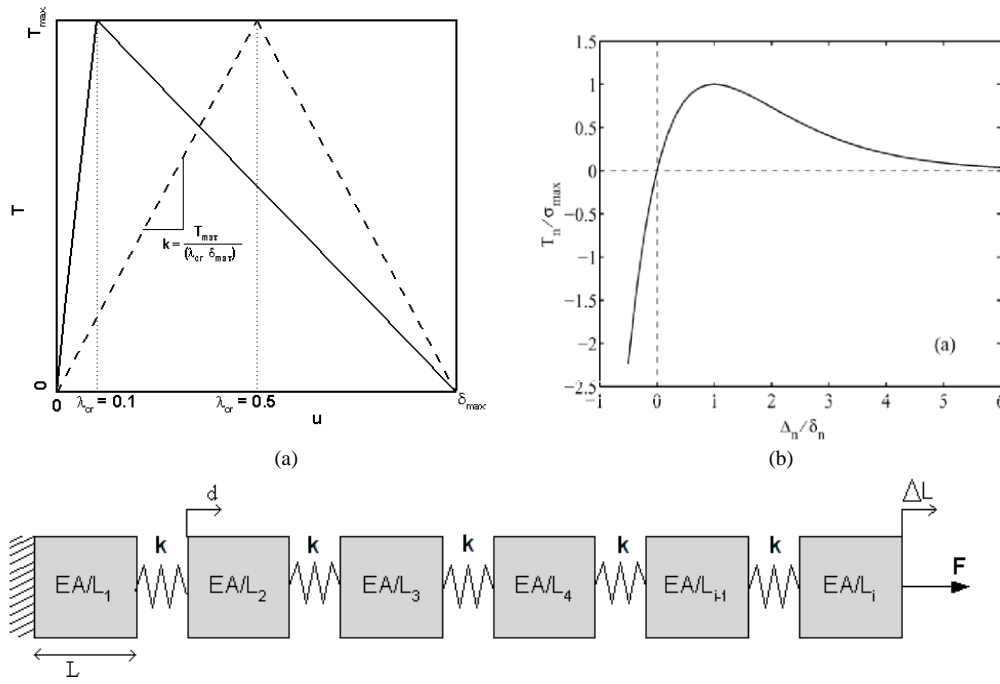 T_max
T
0
k = T_max / (λ_cr δ_max)
0
λ_cr = 0.1
λ_cr = 0.5
δ_max
u
(a)
1.5
1
0.5
0
−0.5
−1
−1.5
−2
−2.5
T_n/σ_max
(a)
−1
0
1
2
3
4
5
6
Δ_n/δ_n
(b)
d
ΔL
k
k
k
k
k
F
EA/L_1
EA/L_2
EA/L_3
EA/L_4
EA/L_i-1
EA/L_i
L